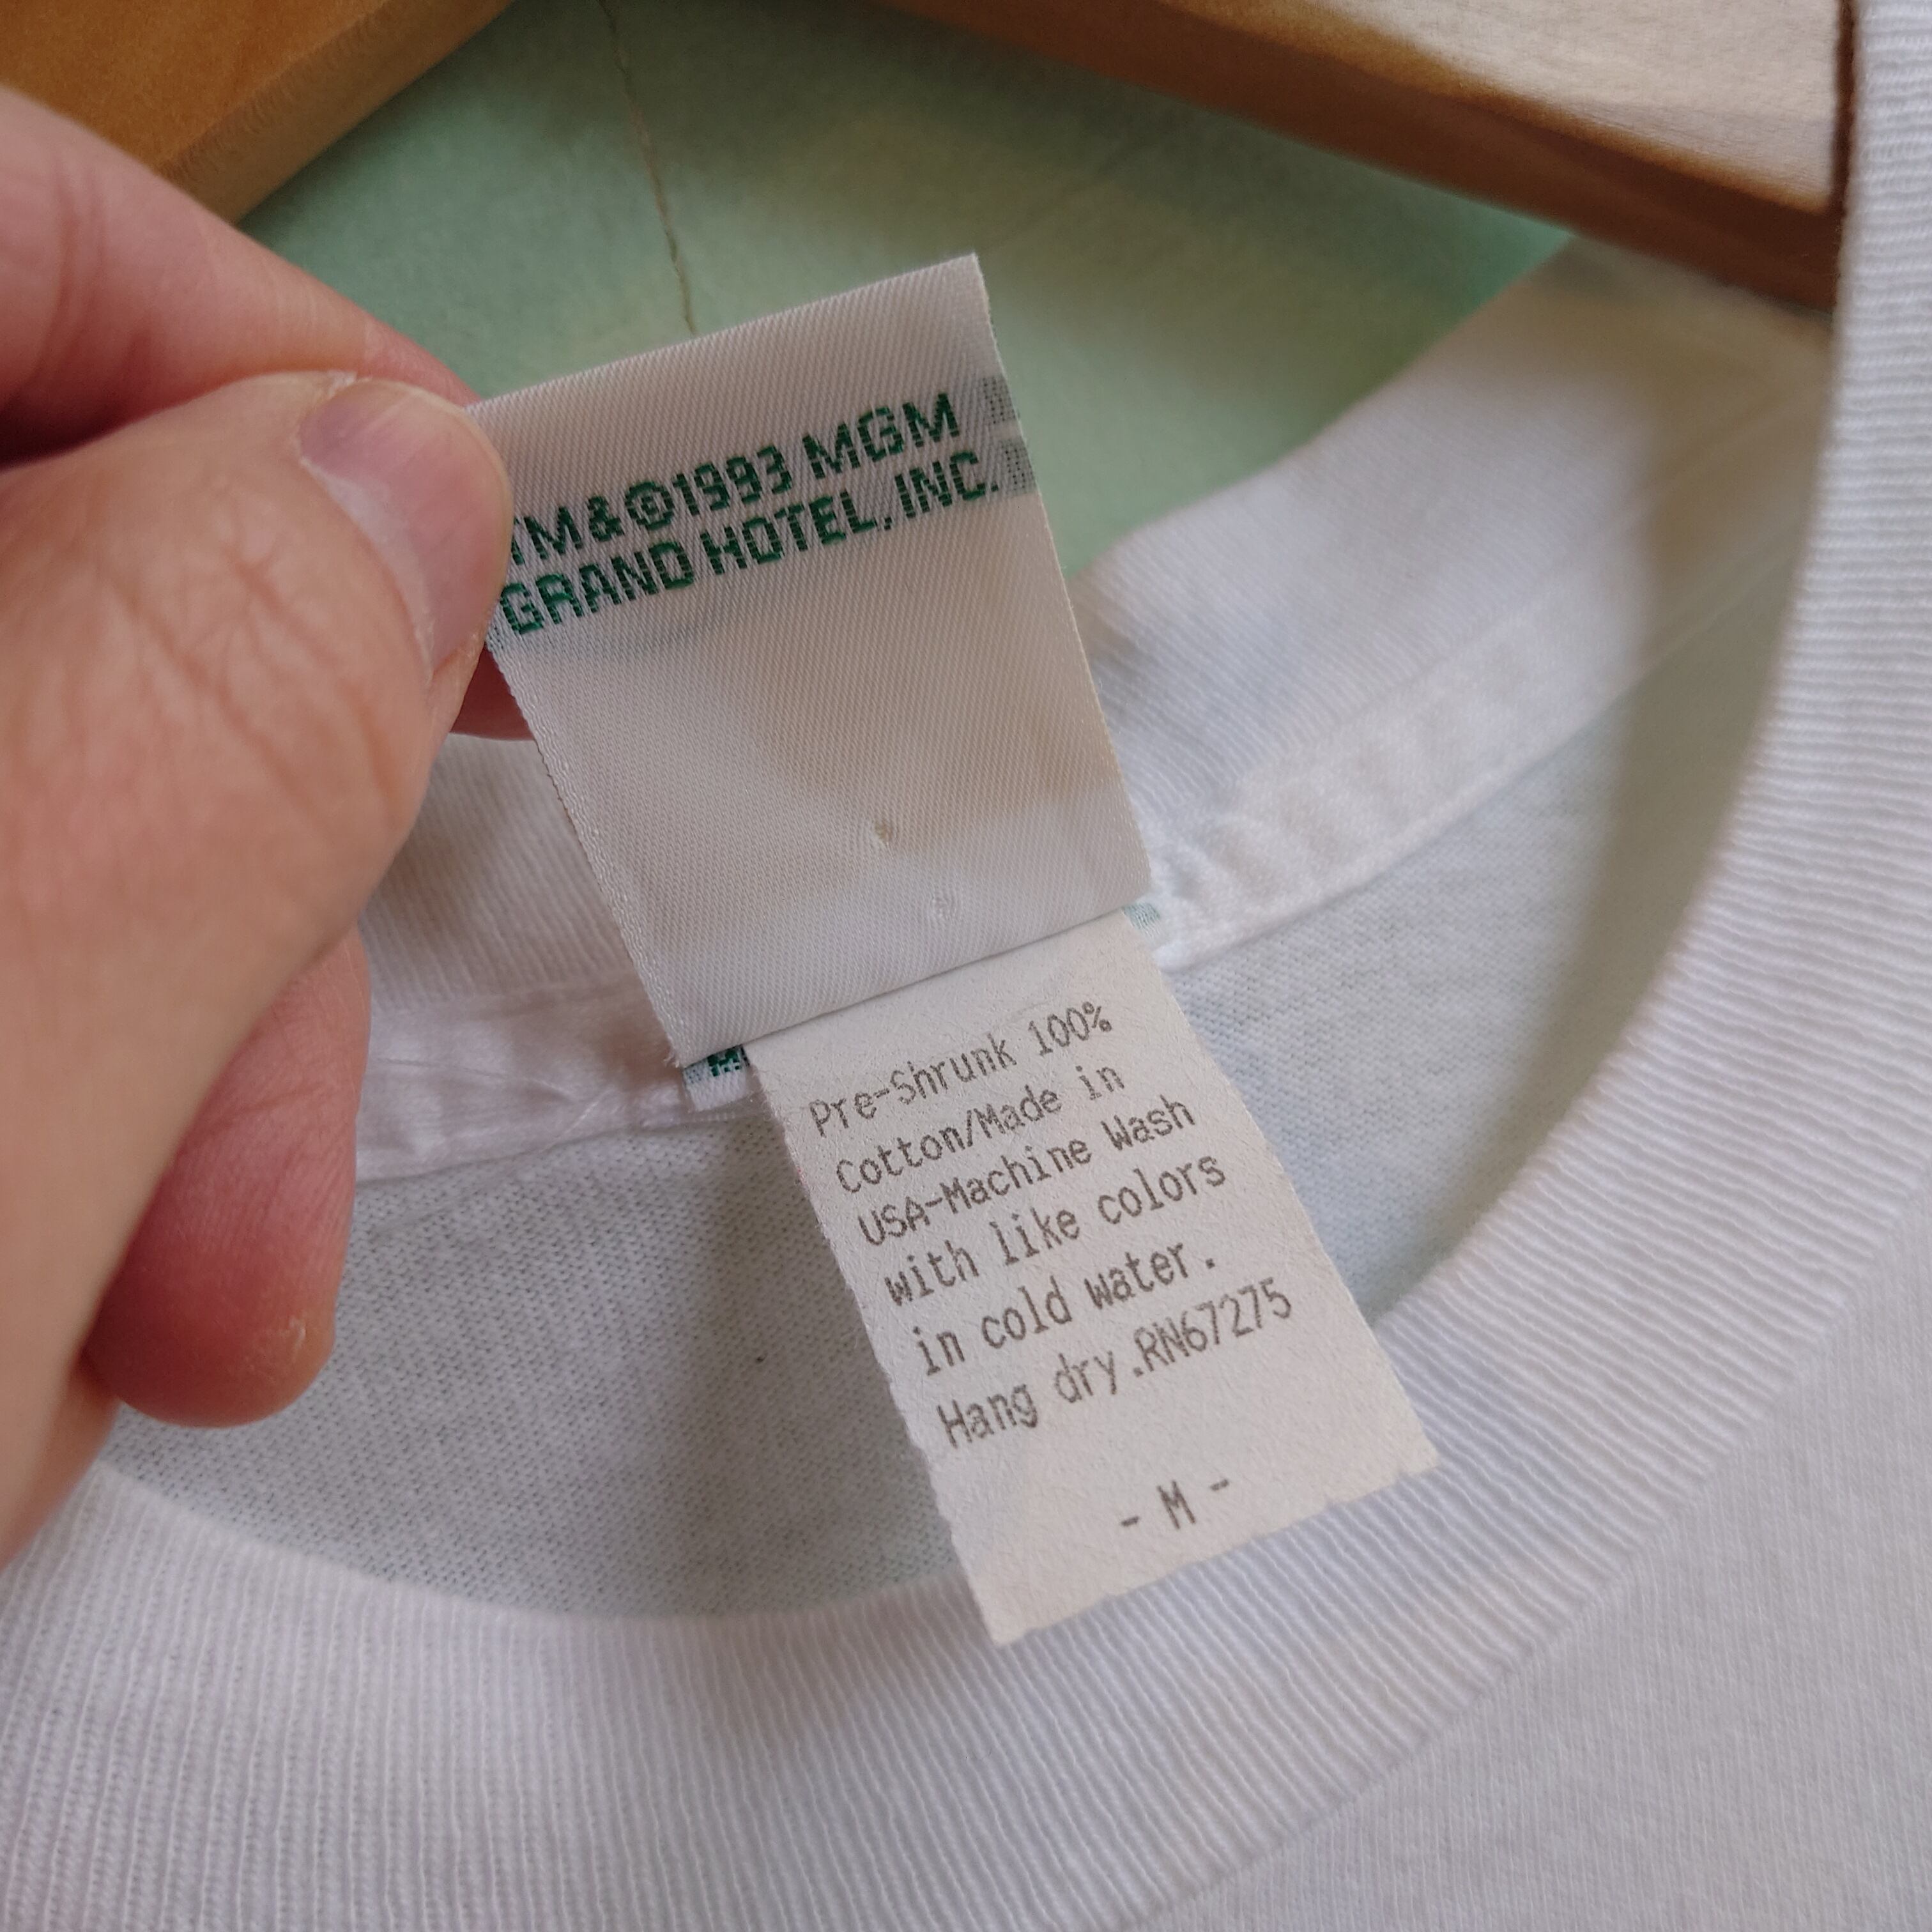 TM&©1993 MGM
GRAND HOTEL, INC.
Pre-Shrunk 100%
Cotton/Made in
USA-Machine Wash
with like colors
in cold water.
Hang dry.RN67275
- M -